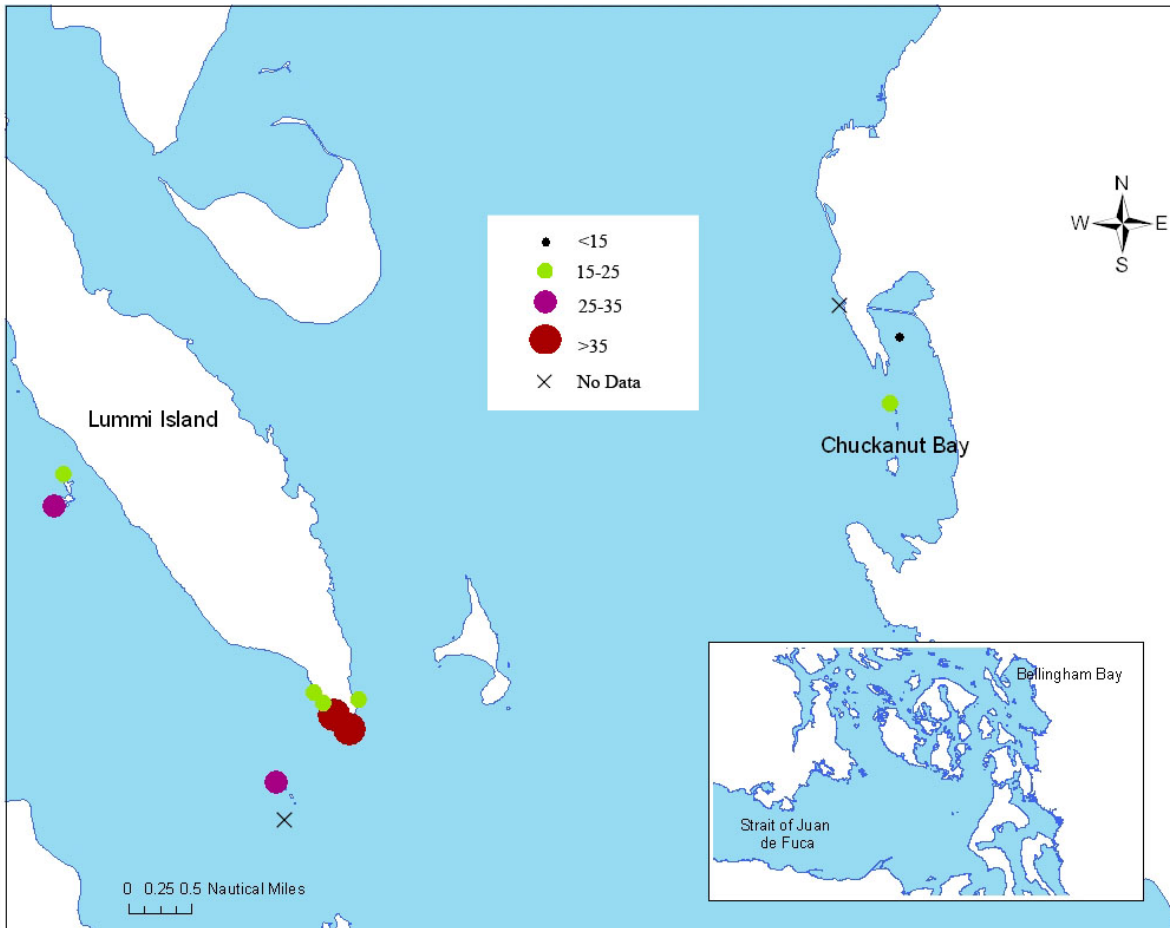 N
W E
S
<15
15-25
25-35
>35
No Data
Lummi Island
Chuckanut Bay
Bellingham Bay
Strait of Juan
de Fuca
0 0.25 0.5 Nautical Miles